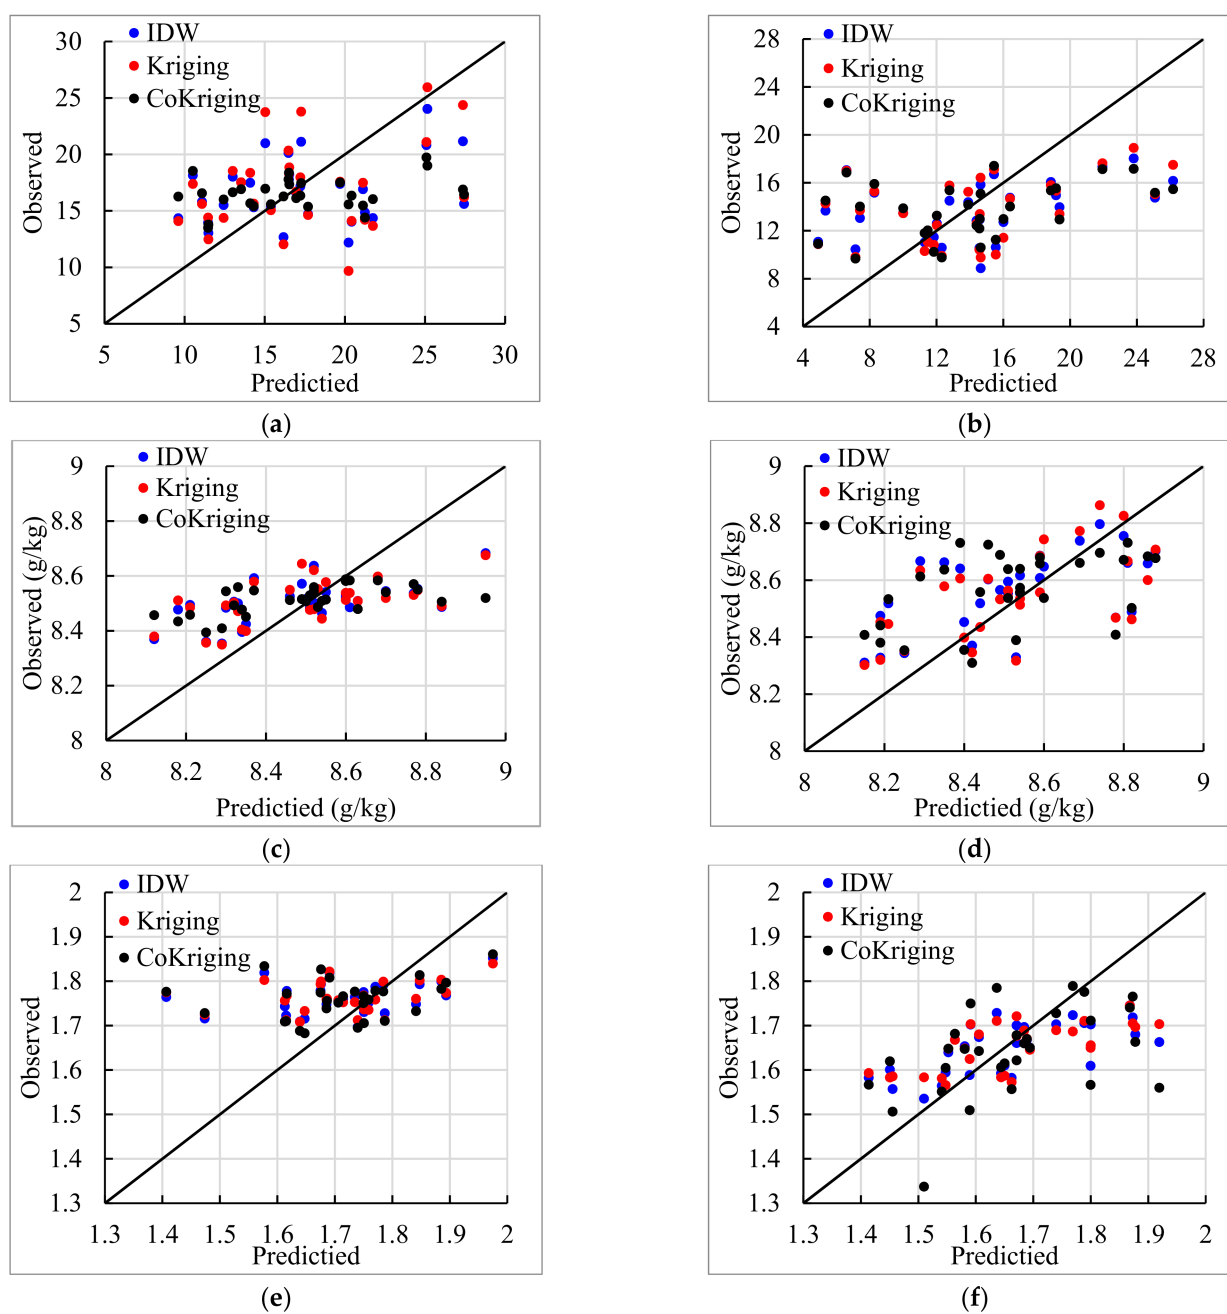 30
25
20
15
10
5
Observed
IDW
Kriging
CoKriging
5 10 15 20 25 30
Predictied
(a)
28
24
20
16
12
8
4
Observed
IDW
Kriging
CoKriging
4 8 12 16 20 24 28
Predictied
(b)
9
8.8
8.6
8.4
8.2
8
Observed (g/kg)
IDW
Kriging
CoKriging
8 8.2 8.4 8.6 8.8 9
Predictied (g/kg)
(c)
9
8.8
8.6
8.4
8.2
8
Observed (g/kg)
IDW
Kriging
CoKriging
8 8.2 8.4 8.6 8.8 9
Predictied (g/kg)
(d)
2
1.9
1.8
1.7
1.6
1.5
1.4
1.3
Observed
IDW
Kriging
CoKriging
1.3 1.4 1.5 1.6 1.7 1.8 1.9 2
Predictied
(e)
2
1.9
1.8
1.7
1.6
1.5
1.4
1.3
Observed
IDW
Kriging
CoKriging
1.3 1.4 1.5 1.6 1.7 1.8 1.9 2
Predictied
(f)